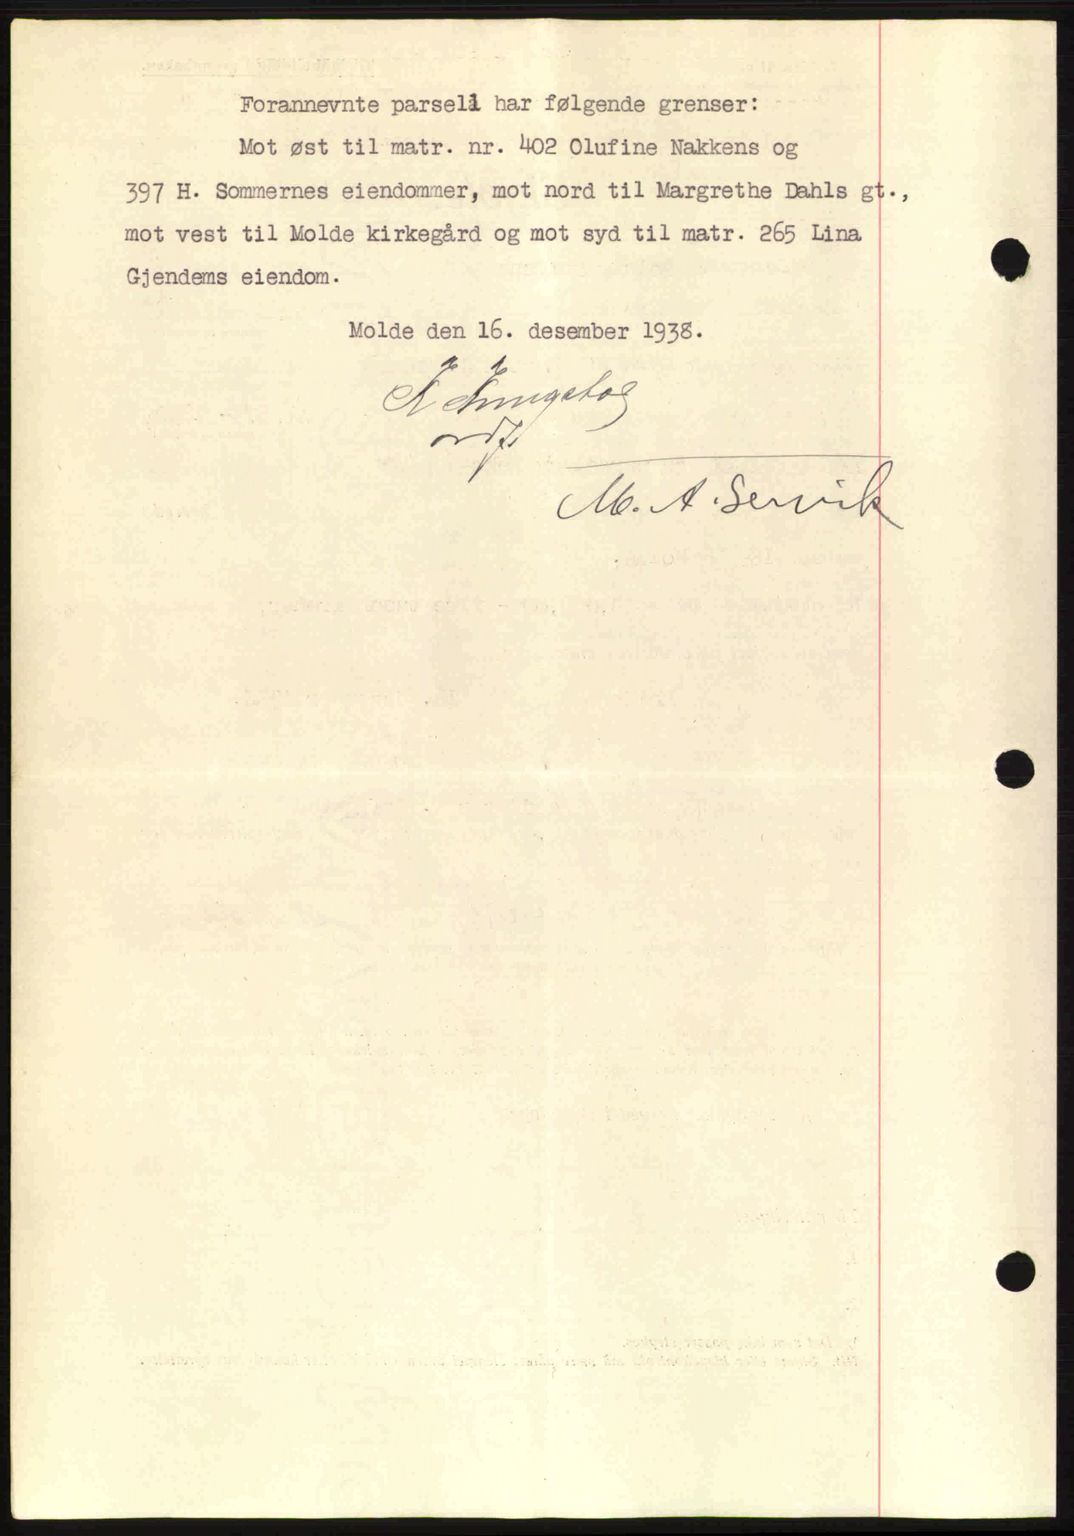 Forannevnte parsell har følgende grenser:
Mot øst til matr. nr. 402 Olufine Nakkens og
397 H. Sommernes eiendommer, mot nord til Margrethe Dahls gt.,
mot vest til Molde kirkegård og mot syd til matr. 265 Lina
Gjendems eiendom.
Molde den 16. desember 1938.
ordf.
M. A. Servik